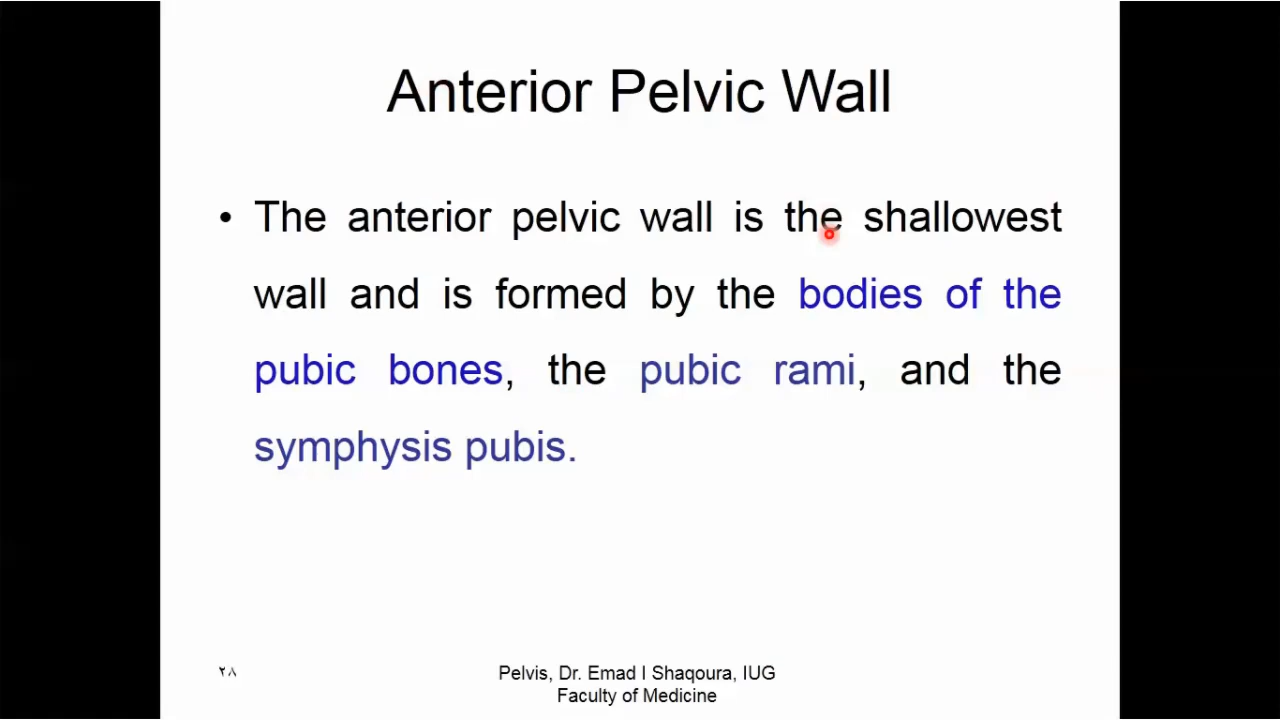 Anterior Pelvic Wall
• The anterior pelvic wall is the shallowest
wall and is formed by the bodies of the
pubic bones, the pubic rami, and the
symphysis pubis.
٢٨
Pelvis, Dr. Emad I Shaqoura, IUG
Faculty of Medicine